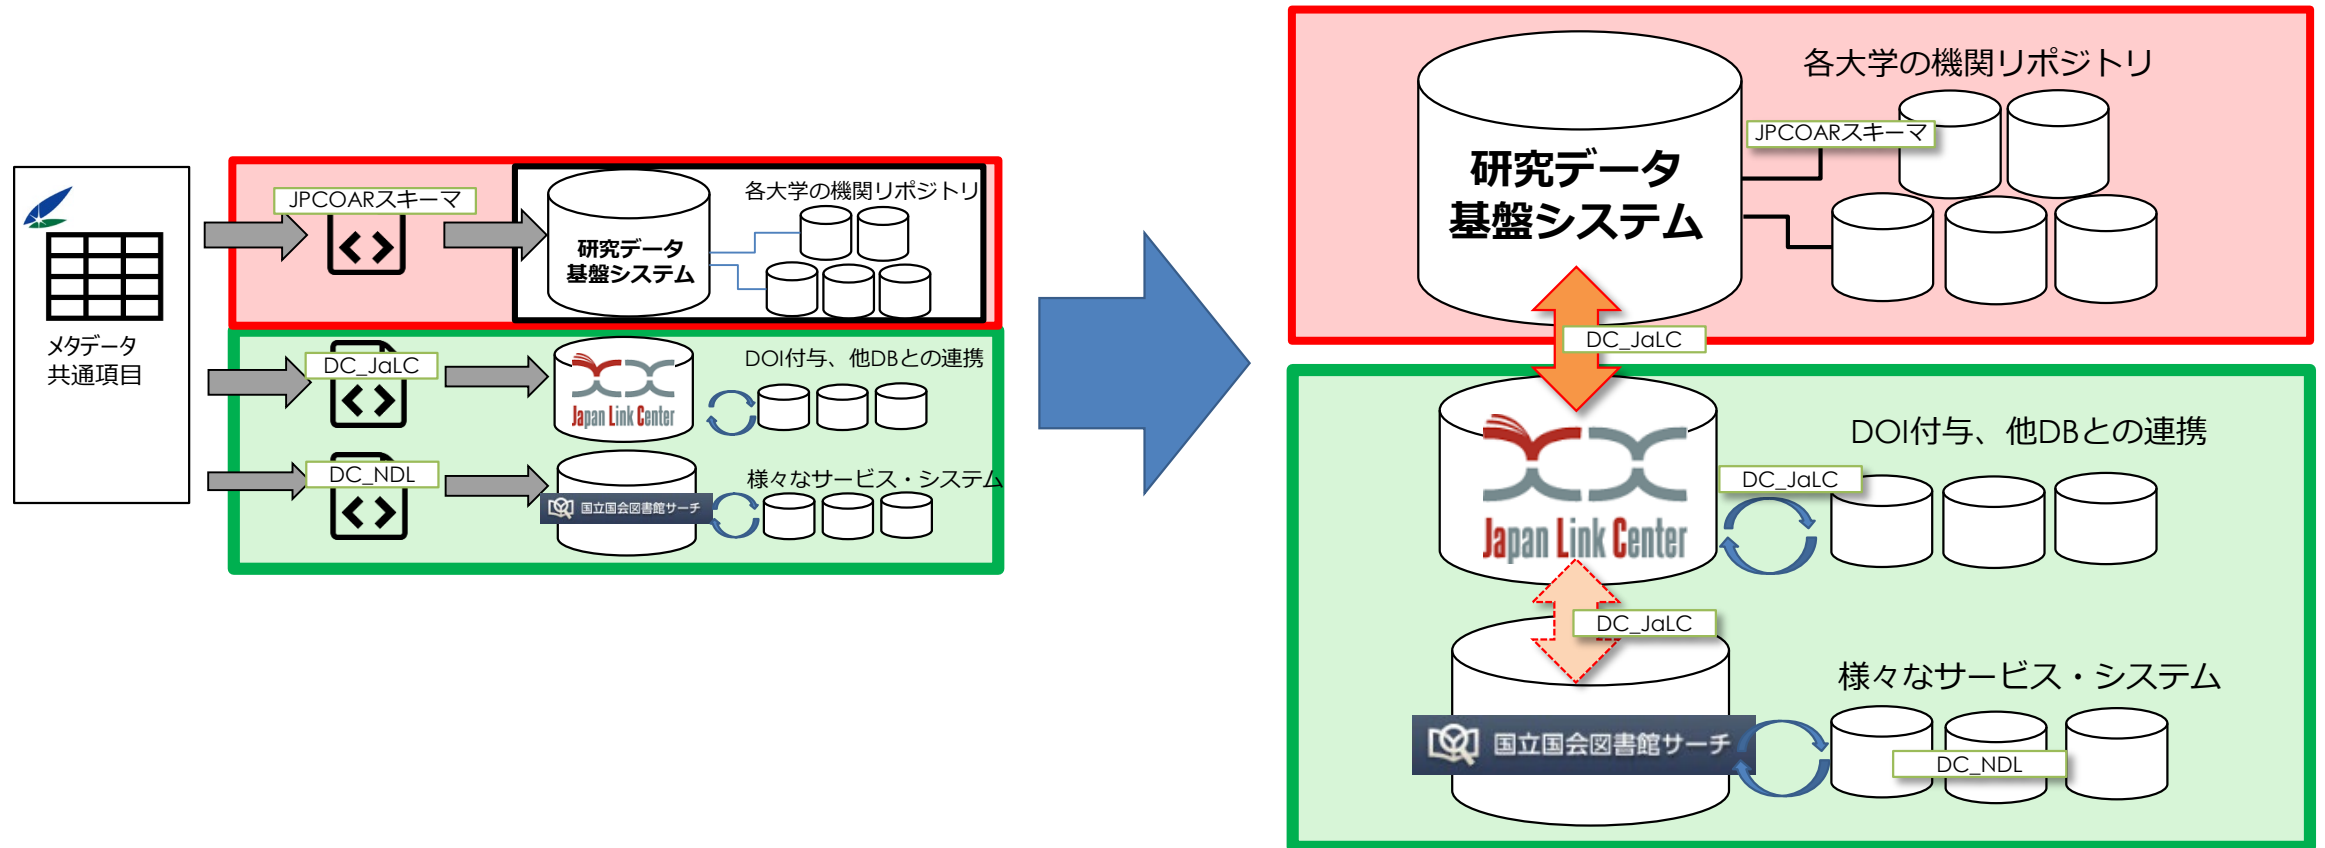 メタデータ
共通項目
JPCOARスキーマ
研究データ
基盤システム
各大学の機関リポジトリ
DC_JaLC
Japan Link Center
DOI付与、他DBとの連携
DC_NDL
国立国会図書館サーチ
様々なサービス・システム
研究データ
基盤システム
各大学の機関リポジトリ
JPCOARスキーマ
DC_JaLC
Japan Link Center
DOI付与、他DBとの連携
DC_JaLC
DC_JaLC
国立国会図書館サーチ
様々なサービス・システム
DC_NDL